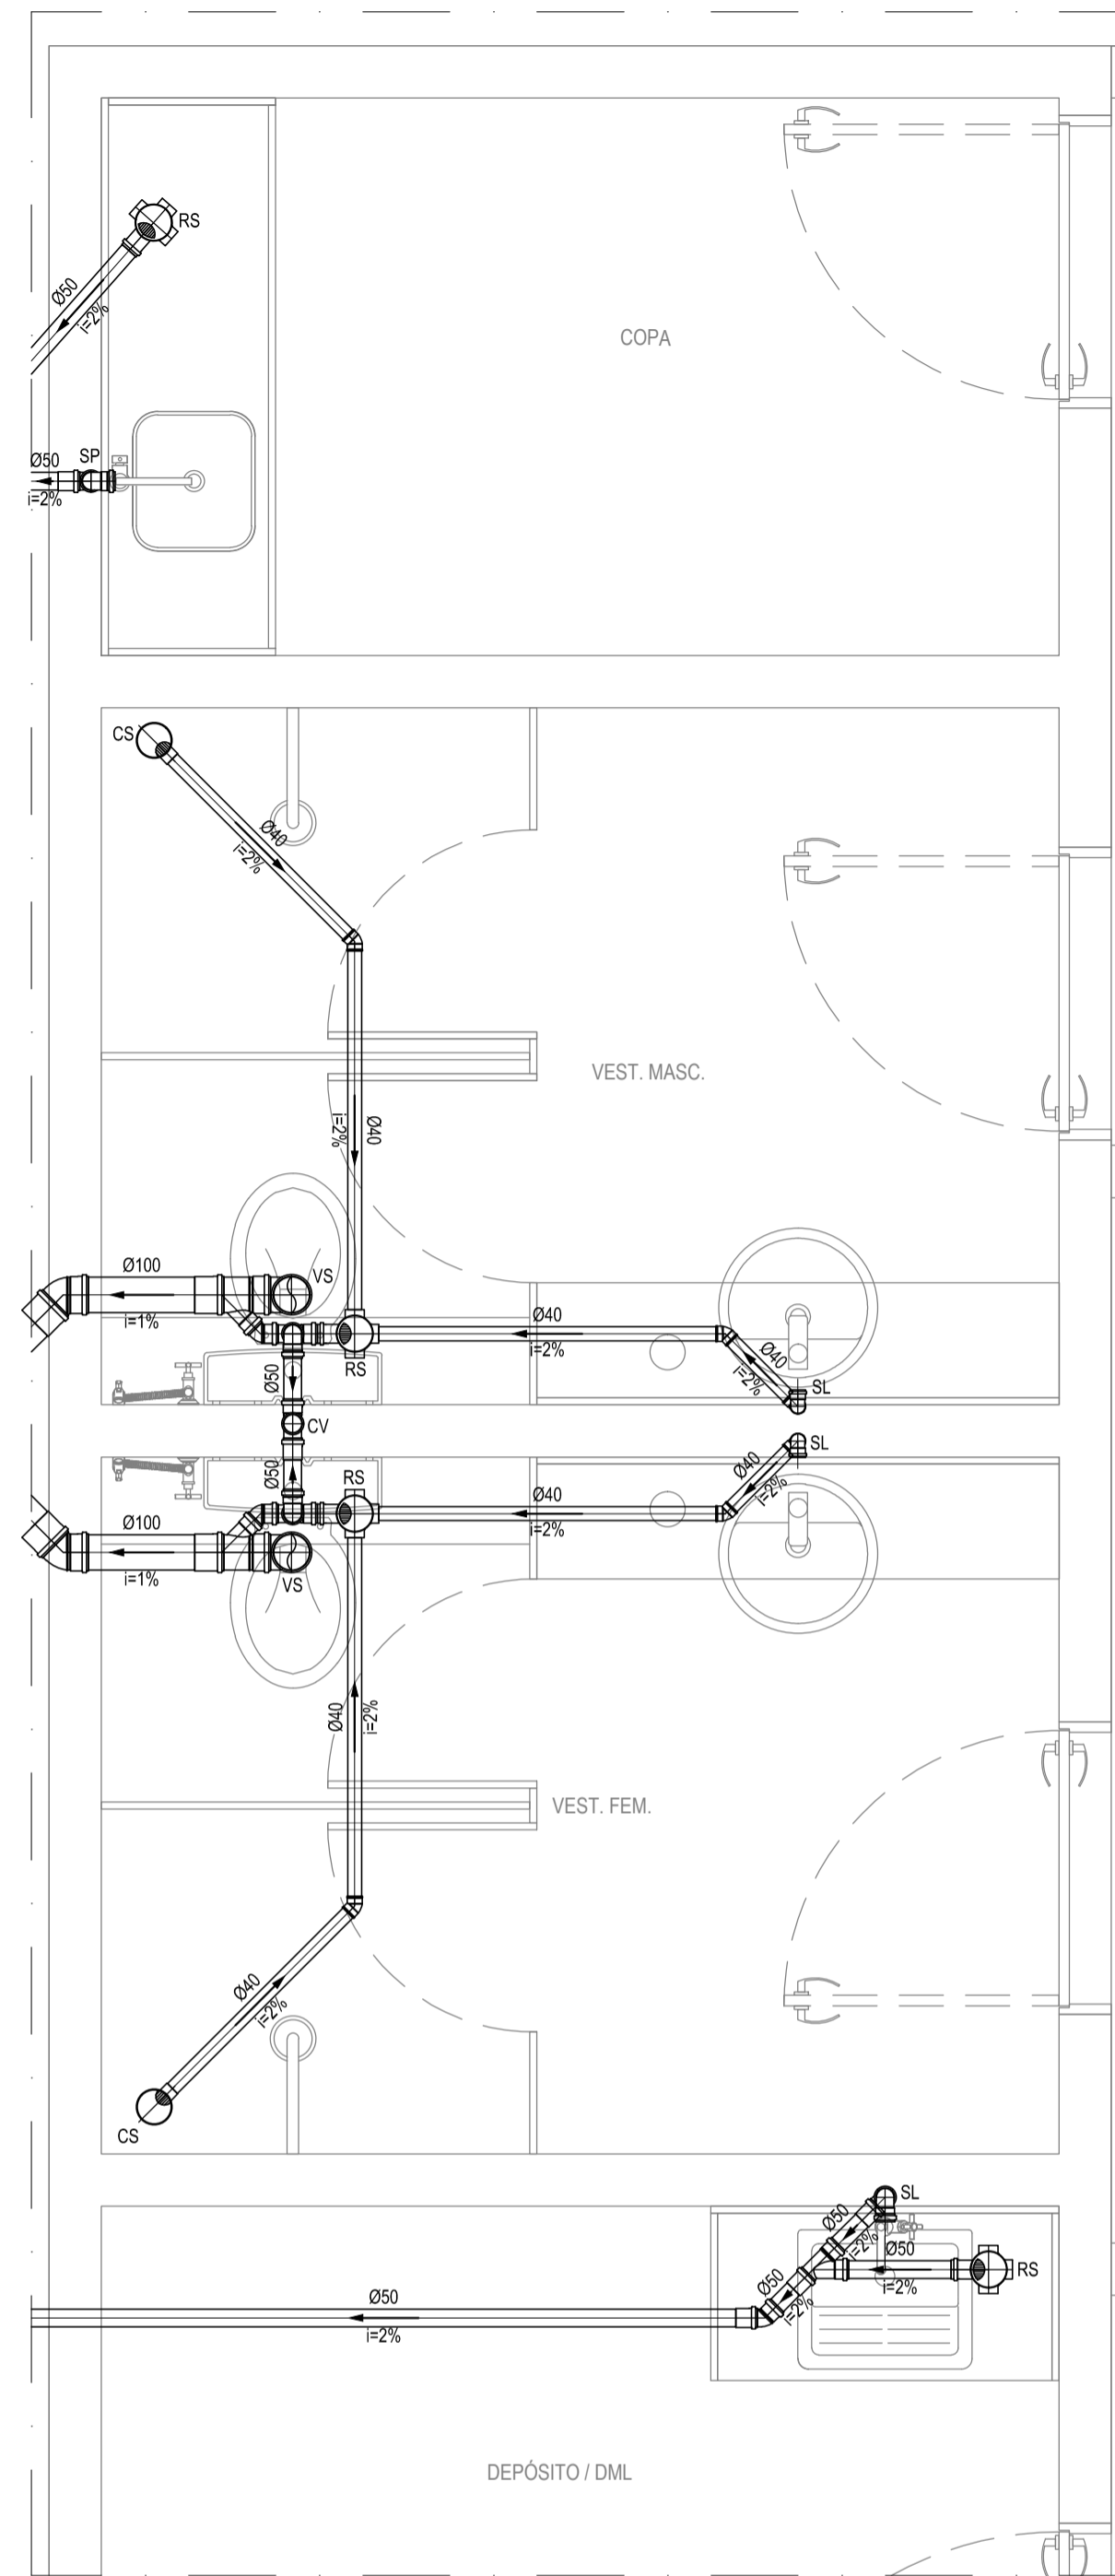 RS
Ø50
i=2%
COPA
Ø50
SP
i=2%
CS
Ø40
i=2%
VEST. MASC.
Ø40
i=2%
Ø100
VS
i=1%
Ø40
i=2%
RS
Ø40
i=2%
SL
Ø50
CV
SL
Ø50
RS
Ø40
i=2%
Ø40
i=2%
Ø100
i=1%
VS
Ø40
i=2%
VEST. FEM.
Ø40
i=2%
CS
SL
Ø50
i=2%
Ø50
i=2%
RS
Ø50
i=2%
Ø50
i=2%
DEPÓSITO / DML